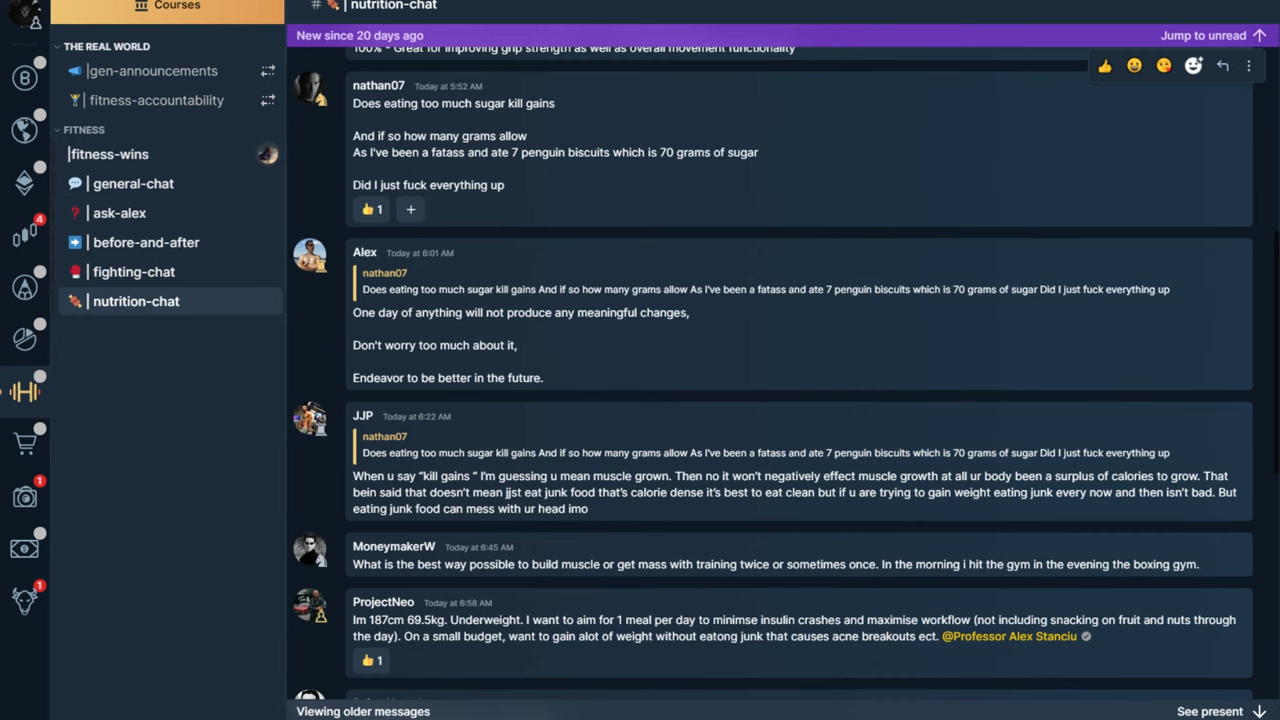 Courses
# | nutrition-chat
New since 20 days ago
Jump to unread
THE REAL WORLD
|gen-announcements
| fitness-accountability
FITNESS
|fitness-wins
| general-chat
| ask-alex
| before-and-after
| fighting-chat
| nutrition-chat
4
1
1
100% - Great for improving grip strength as well as overall movement functionality
nathan07 Today at 5:52 AM
Does eating too much sugar kill gains
And if so how many grams allow
As I've been a fatass and ate 7 penguin biscuits which is 70 grams of sugar
Did I just fuck everything up
1 +
Alex Today at 6:01 AM
nathan07
Does eating too much sugar kill gains And if so how many grams allow As I've been a fatass and ate 7 penguin biscuits which is 70 grams of sugar Did I just fuck everything up
One day of anything will not produce any meaningful changes,
Don't worry too much about it,
Endeavor to be better in the future.
JJP Today at 6:22 AM
nathan07
Does eating too much sugar kill gains And if so how many grams allow As I've been a fatass and ate 7 penguin biscuits which is 70 grams of sugar Did I just fuck everything up
When u say “kill gains “ I'm guessing u mean muscle grown. Then no it won't negatively effect muscle growth at all ur body been a surplus of calories to grow. That
bein said that doesn't mean jjst eat junk food that's calorie dense it's best to eat clean but if u are trying to gain weight eating junk every now and then isn't bad. But
eating junk food can mess with ur head imo
MoneymakerW Today at 6:45 AM
What is the best way possible to build muscle or get mass with training twice or sometimes once. In the morning i hit the gym in the evening the boxing gym.
ProjectNeo Today at 6:58 AM
Im 187cm 69.5kg. Underweight. I want to aim for 1 meal per day to minimse insulin crashes and maximise workflow (not including snacking on fruit and nuts through
the day). On a small budget, want to gain alot of weight without eatong junk that causes acne breakouts ect. @Professor Alex Stanciu
1
Viewing older messages
See present